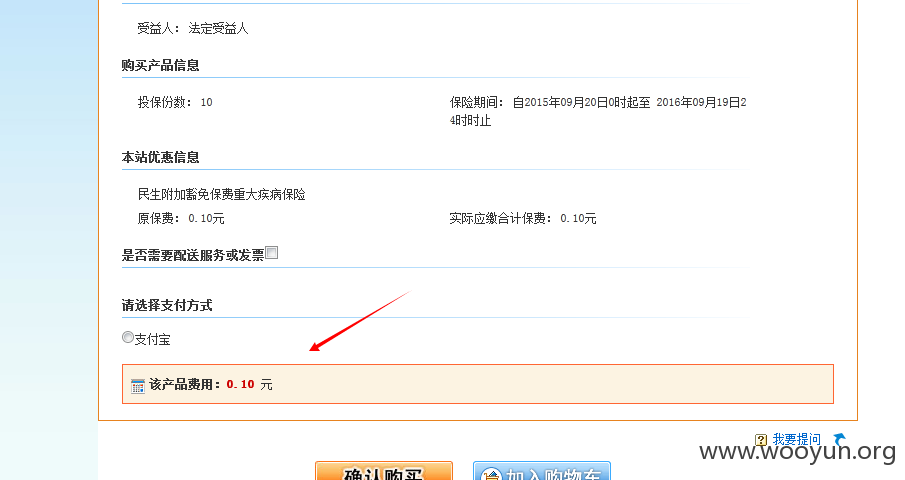 受益人： 法定受益人
购买产品信息
投保份数： 10
保险期间： 自2015年09月20日0时起至 2016年09月19日2
4时时止
本站优惠信息
民生附加豁免保费重大疾病保险
原保费： 0.10元
实际应缴合计保费： 0.10元
是否需要配送服务或发票
请选择支付方式
支付宝
该产品费用：0.10 元
我要提问
www.wooyun.org
确认购买
加入购物车